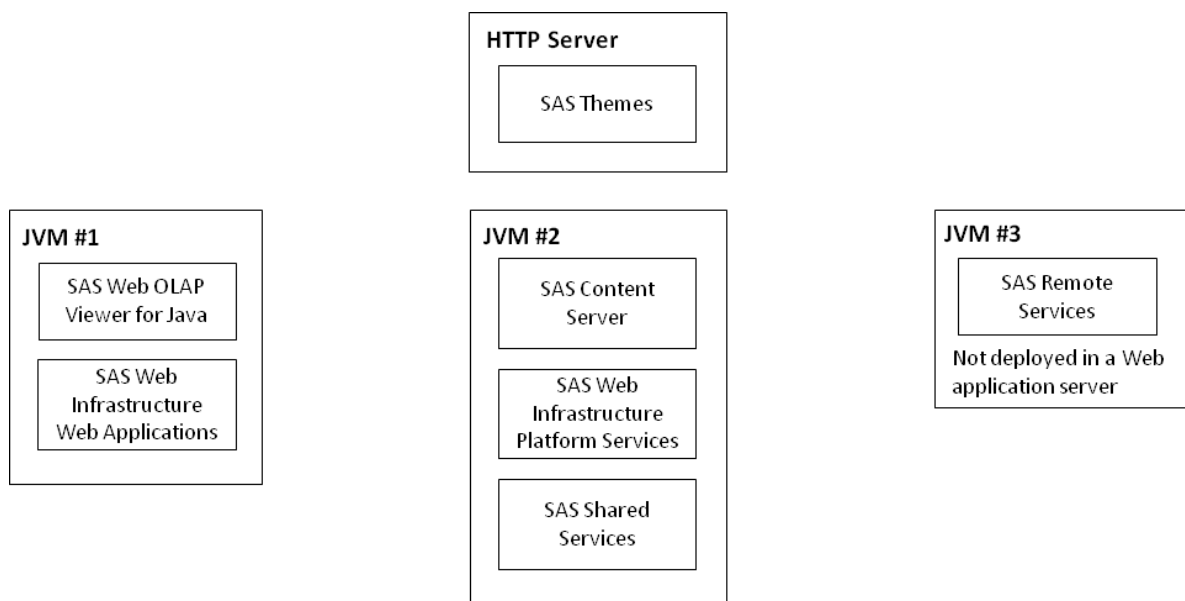 HTTP Server
SAS Themes
JVM #1
SAS Web OLAP
Viewer for Java
SAS Web
Infrastructure
Web Applications
JVM #2
SAS Content
Server
SAS Web
Infrastructure
Platform Services
SAS Shared
Services
JVM #3
SAS Remote
Services
Not deployed in a Web
application server